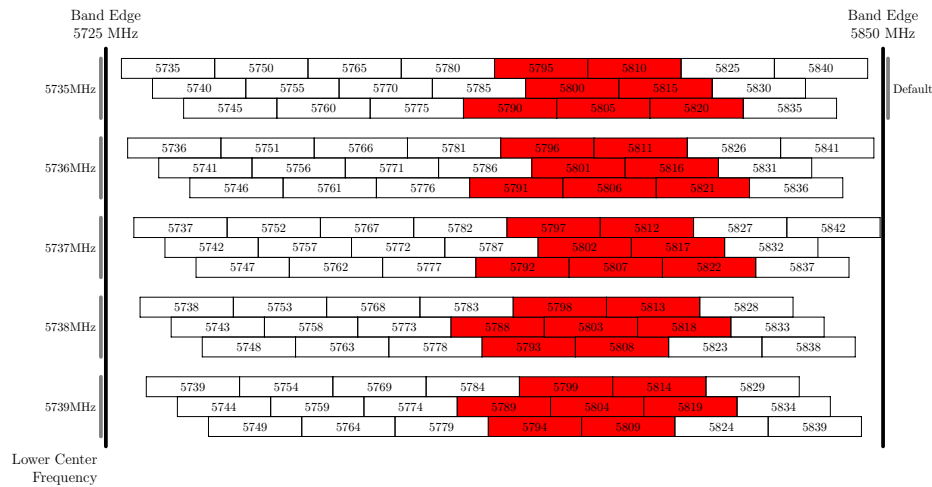 Band Edge
5725 MHz
Band Edge
5850 MHz
5735 5750 5765 5780 5795 5810 5825 5840
5735MHz 5740 5755 5770 5785 5800 5815 5830 Default
5745 5760 5775 5790 5805 5820 5835
5736 5751 5766 5781 5796 5811 5826 5841
5736MHz 5741 5756 5771 5786 5801 5816 5831
5746 5761 5776 5791 5806 5821 5836
5737 5752 5767 5782 5797 5812 5827 5842
5737MHz 5742 5757 5772 5787 5802 5817 5832
5747 5762 5777 5792 5807 5822 5837
5738 5753 5768 5783 5798 5813 5828
5738MHz 5743 5758 5773 5788 5803 5818 5833
5748 5763 5778 5793 5808 5823 5838
5739 5754 5769 5784 5799 5814 5829
5739MHz 5744 5759 5774 5789 5804 5819 5834
5749 5764 5779 5794 5809 5824 5839
Lower Center
Frequency